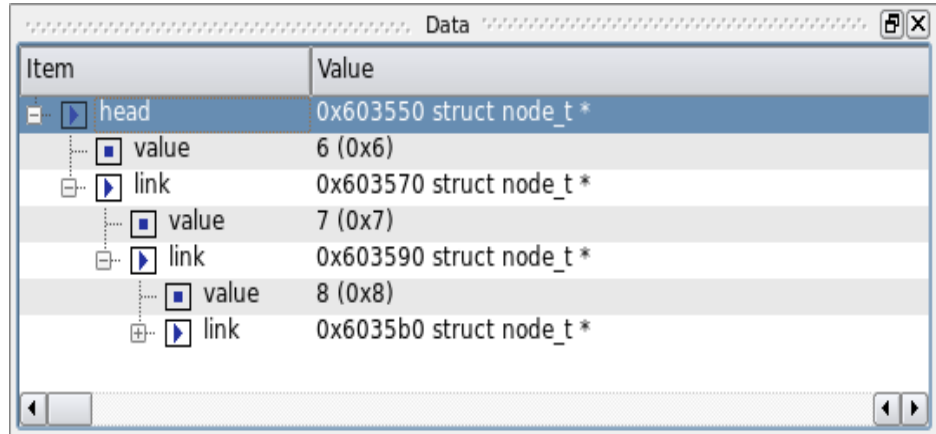 Data
Item Value
head 0x603550 struct node_t *
value 6 (0x6)
link 0x603570 struct node_t *
value 7 (0x7)
link 0x603590 struct node_t *
value 8 (0x8)
link 0x6035b0 struct node_t *